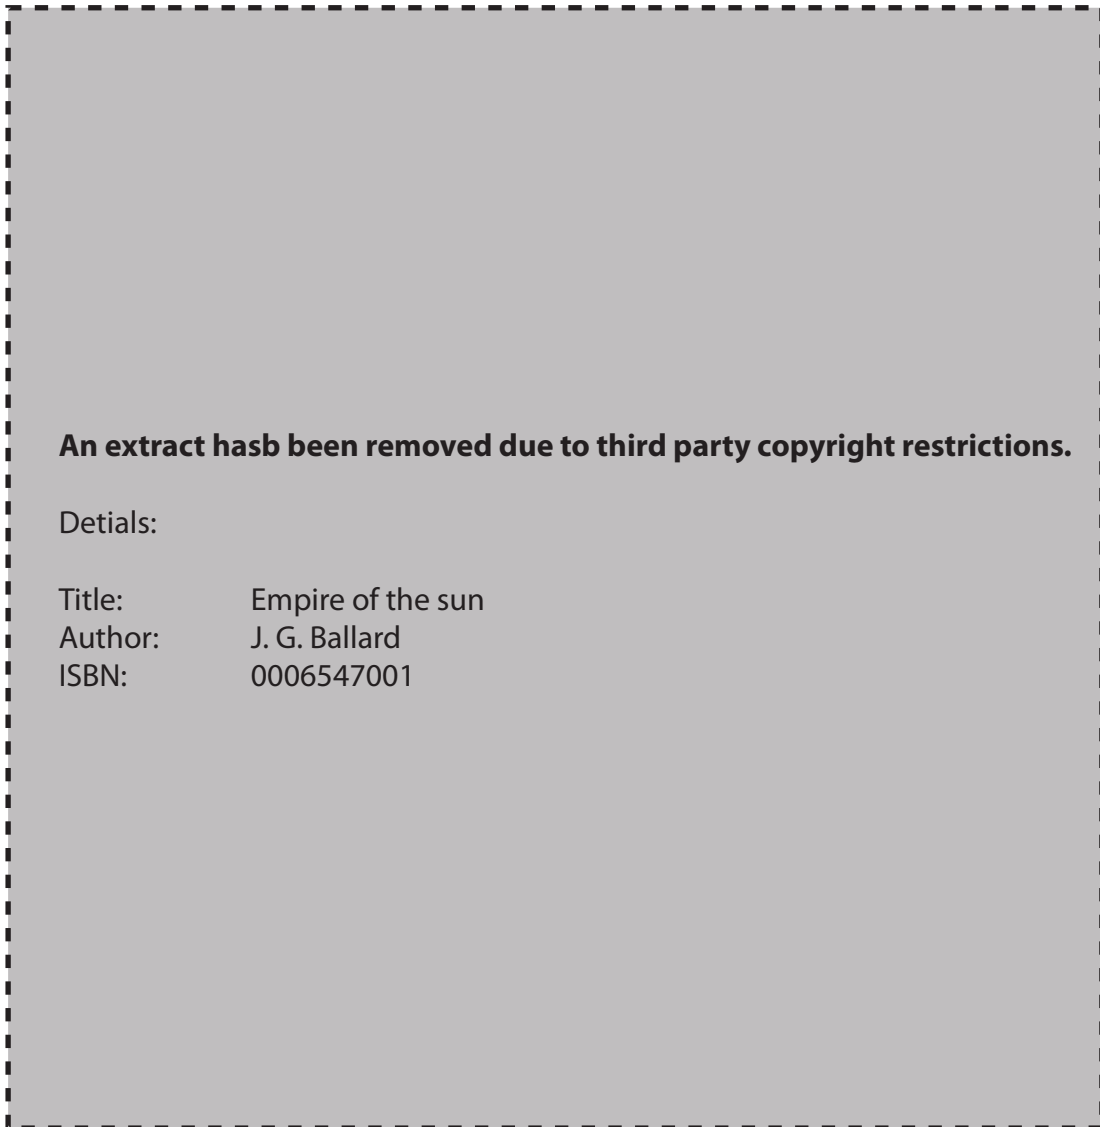 An extract hasb been removed due to third party copyright restrictions.
Detials:
Title: Empire of the sun
Author: J. G. Ballard
ISBN: 0006547001